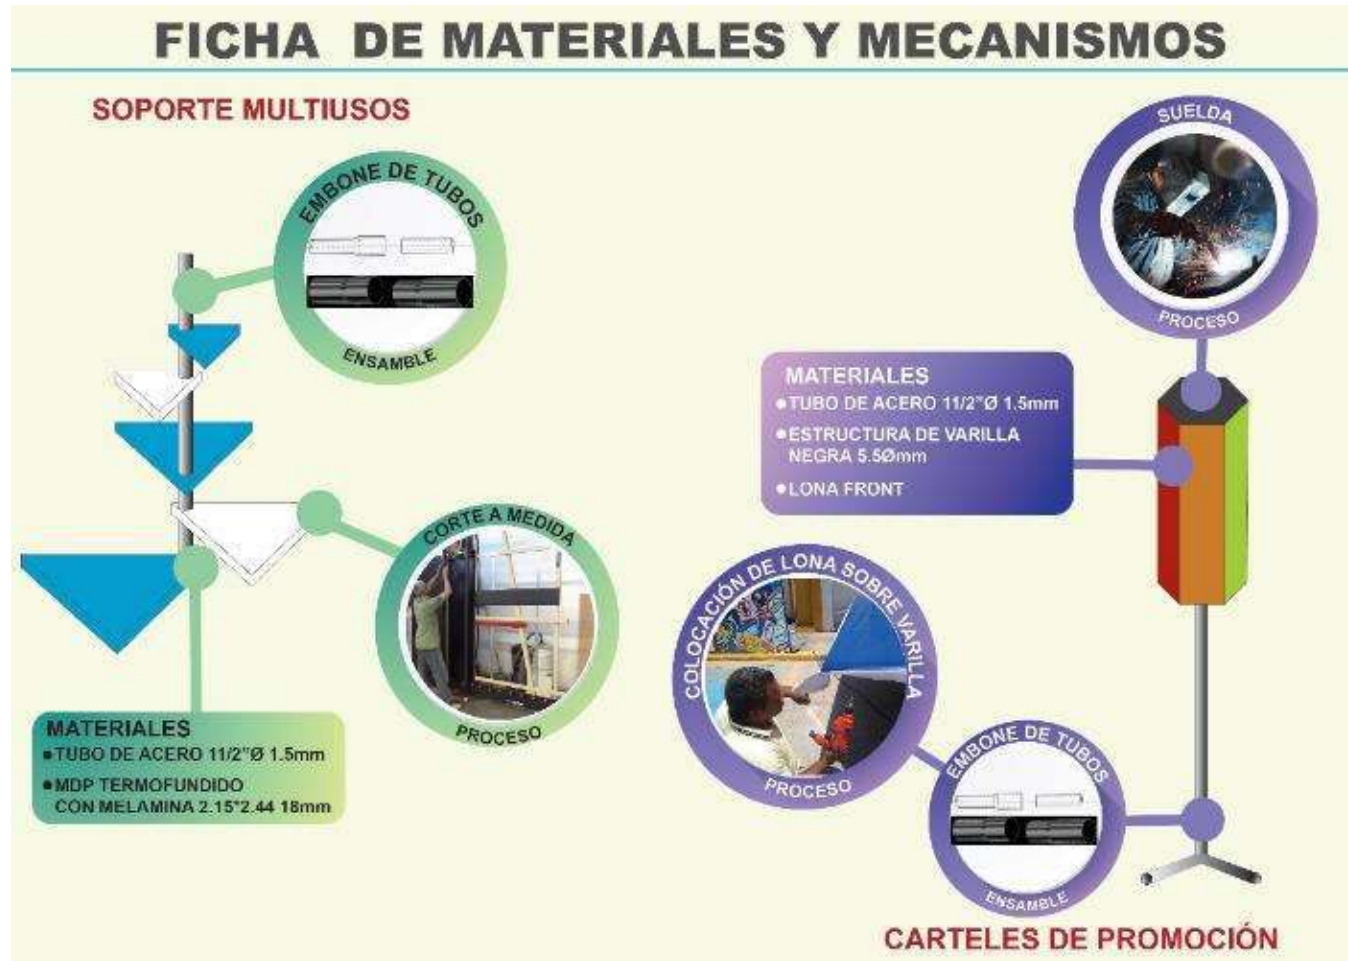 FICHA DE MATERIALES Y MECANISMOS
SOPORTE MULTIUSOS
EMBONE DE TUBOS
ENSAMBLE
CORTE A MEDIDA
PROCESO
MATERIALES
•TUBO DE ACERO 11/2"Ø 1.5mm
•MDP TERMOFUNDIDO
CON MELAMINA 2.15*2.44 18mm
SUELDA
PROCESO
MATERIALES
•TUBO DE ACERO 11/2"Ø 1.5mm
•ESTRUCTURA DE VARILLA
NEGRA 5.5Ømm
•LONA FRONT
COLOCACIÓN DE LONA SOBRE VARILLA
PROCESO
EMBONE DE TUBOS
ENSAMBLE
CARTELES DE PROMOCIÓN